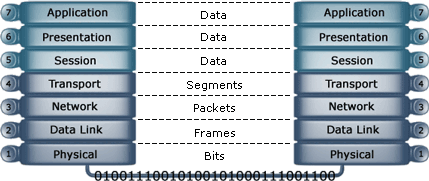 7 Application Data Application 7
6 Presentation Data Presentation 6
5 Session Data Session 5
4 Transport Segments Transport 4
3 Network Packets Network 3
2 Data Link Frames Data Link 2
1 Physical Bits Physical 1
01001110010100101000111001100